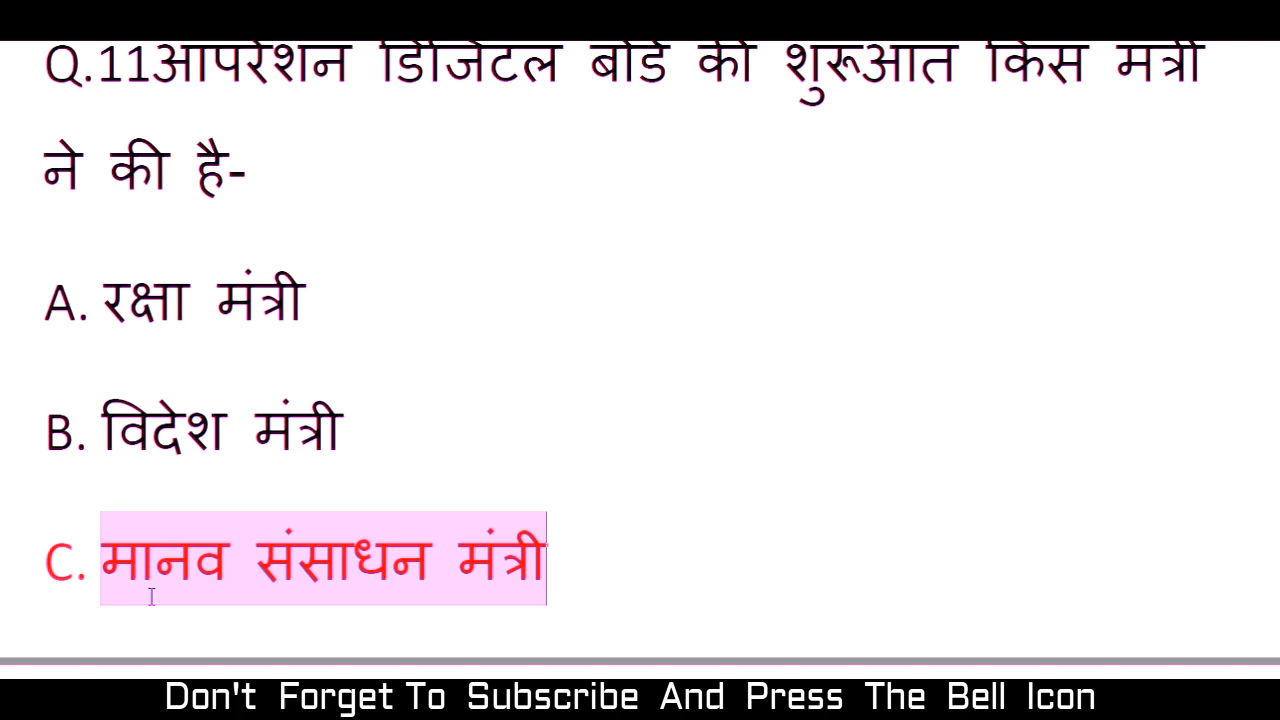 Q.11आपरेशन डिजिटल बोर्ड की शुरूआत किस मंत्री
ने की है-
A. रक्षा मंत्री
B. विदेश मंत्री
C. मानव संसाधन मंत्री
Don't Forget To Subscribe And Press The Bell Icon